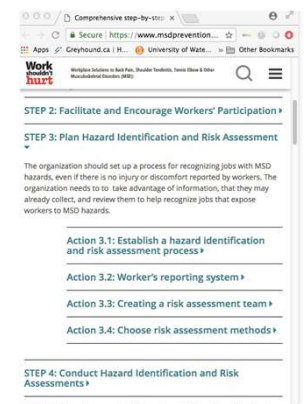 Comprehensive step-by-step
Secure | https://www.msdprevention...
Apps Greyhound.ca | H... University of Wate... » Other Bookmarks
Work shouldn't hurt
Workplace Solutions to Back Pain, Shoulder Tendonitis, Tennis Elbow & Other
Musculoskeletal Disorders (MSD)
STEP 2: Facilitate and Encourage Workers' Participation
STEP 3: Plan Hazard Identification and Risk Assessment
The organization should set up a process for recognizing jobs with MSD
hazards, even if there is no injury or discomfort reported by workers. The
organization needs to to take advantage of information, that they may
already collect, and review them to help recognize jobs that expose
workers to MSD hazards.
Action 3.1: Establish a hazard identification
and risk assessment process
Action 3.2: Worker's reporting system
Action 3.3: Creating a risk assessment team
Action 3.4: Choose risk assessment methods
STEP 4: Conduct Hazard Identification and Risk
Assessments